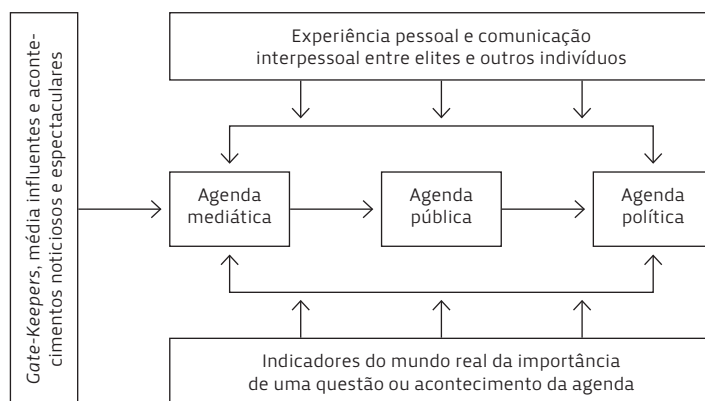 Gate-Keepers, média influentes e aconte-
cimentos noticiosos e espectaculares
Experiência pessoal e comunicação
interpessoal entre elites e outros indivíduos
Agenda
mediática
Agenda
pública
Agenda
política
Indicadores do mundo real da importância
de uma questão ou acontecimento da agenda